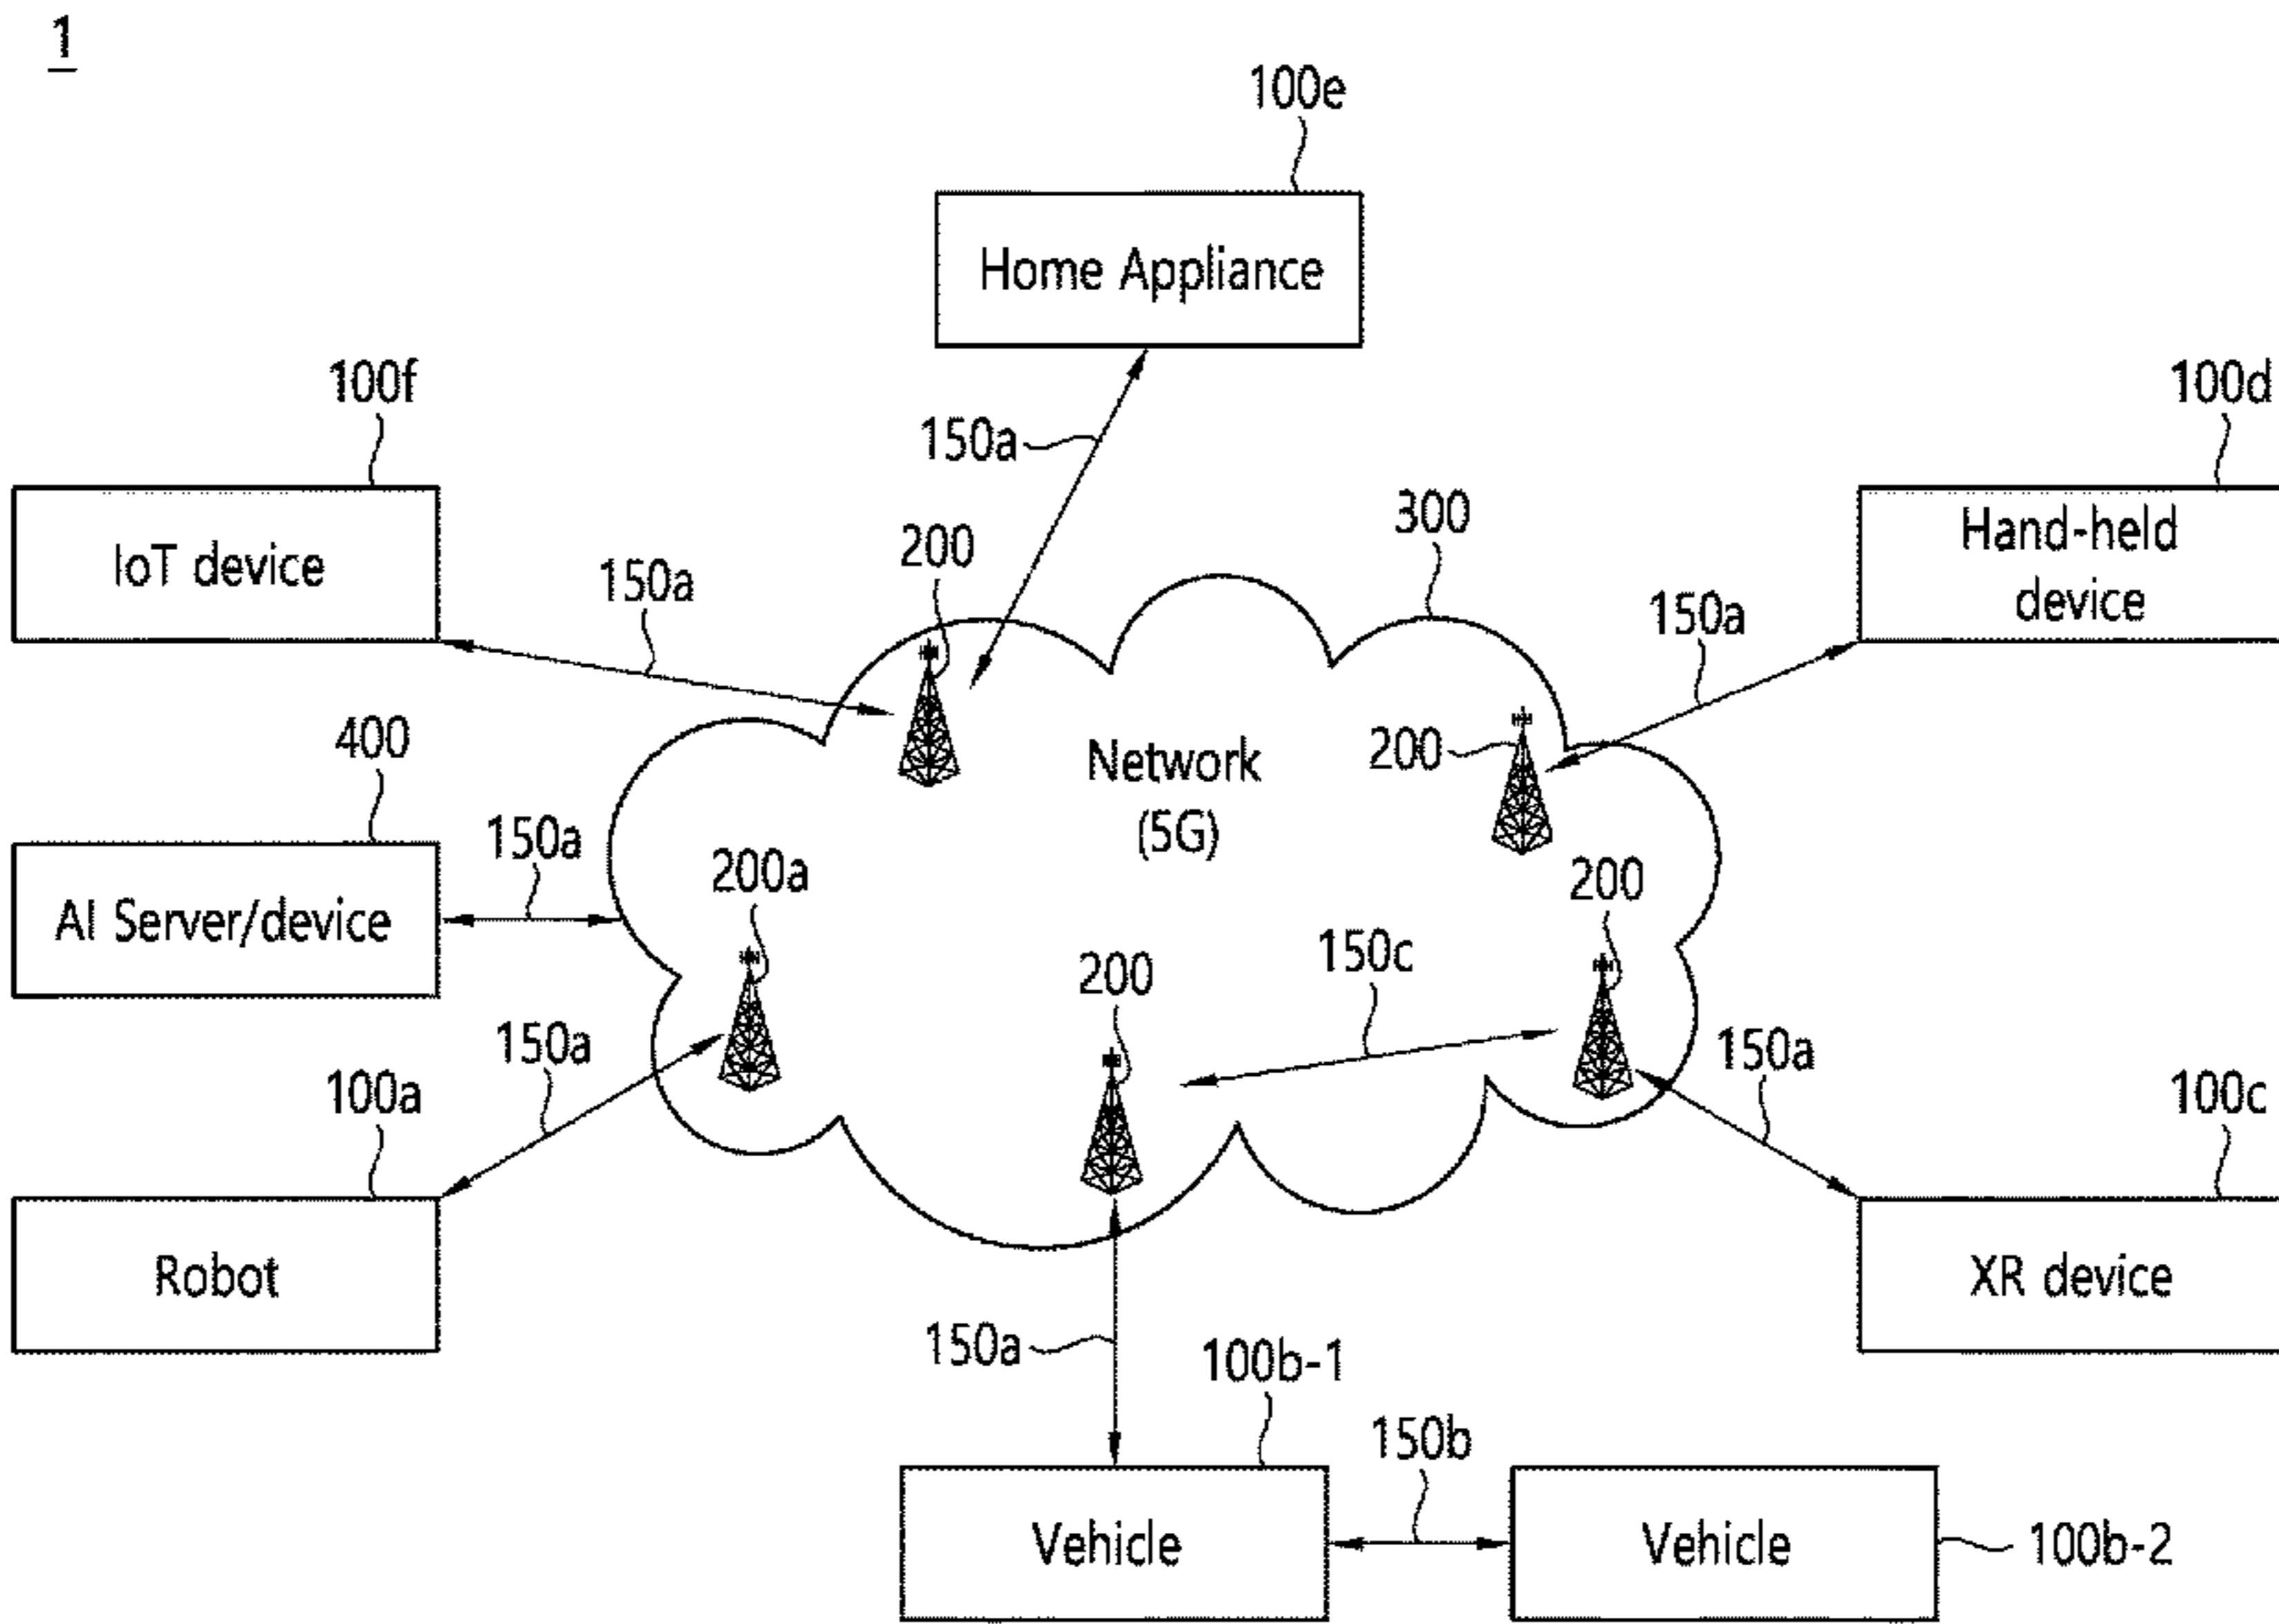 1
100e
Home Appliance
100f
150a
100d
IoT device
150a
200
300
Hand-held
device
150a
400
Network
(5G)
200
AI Server/device
150a
200a
200
150c
200
100a
150a
150a
100c
Robot
XR device
150a
100b-1
150b
Vehicle
Vehicle
100b-2